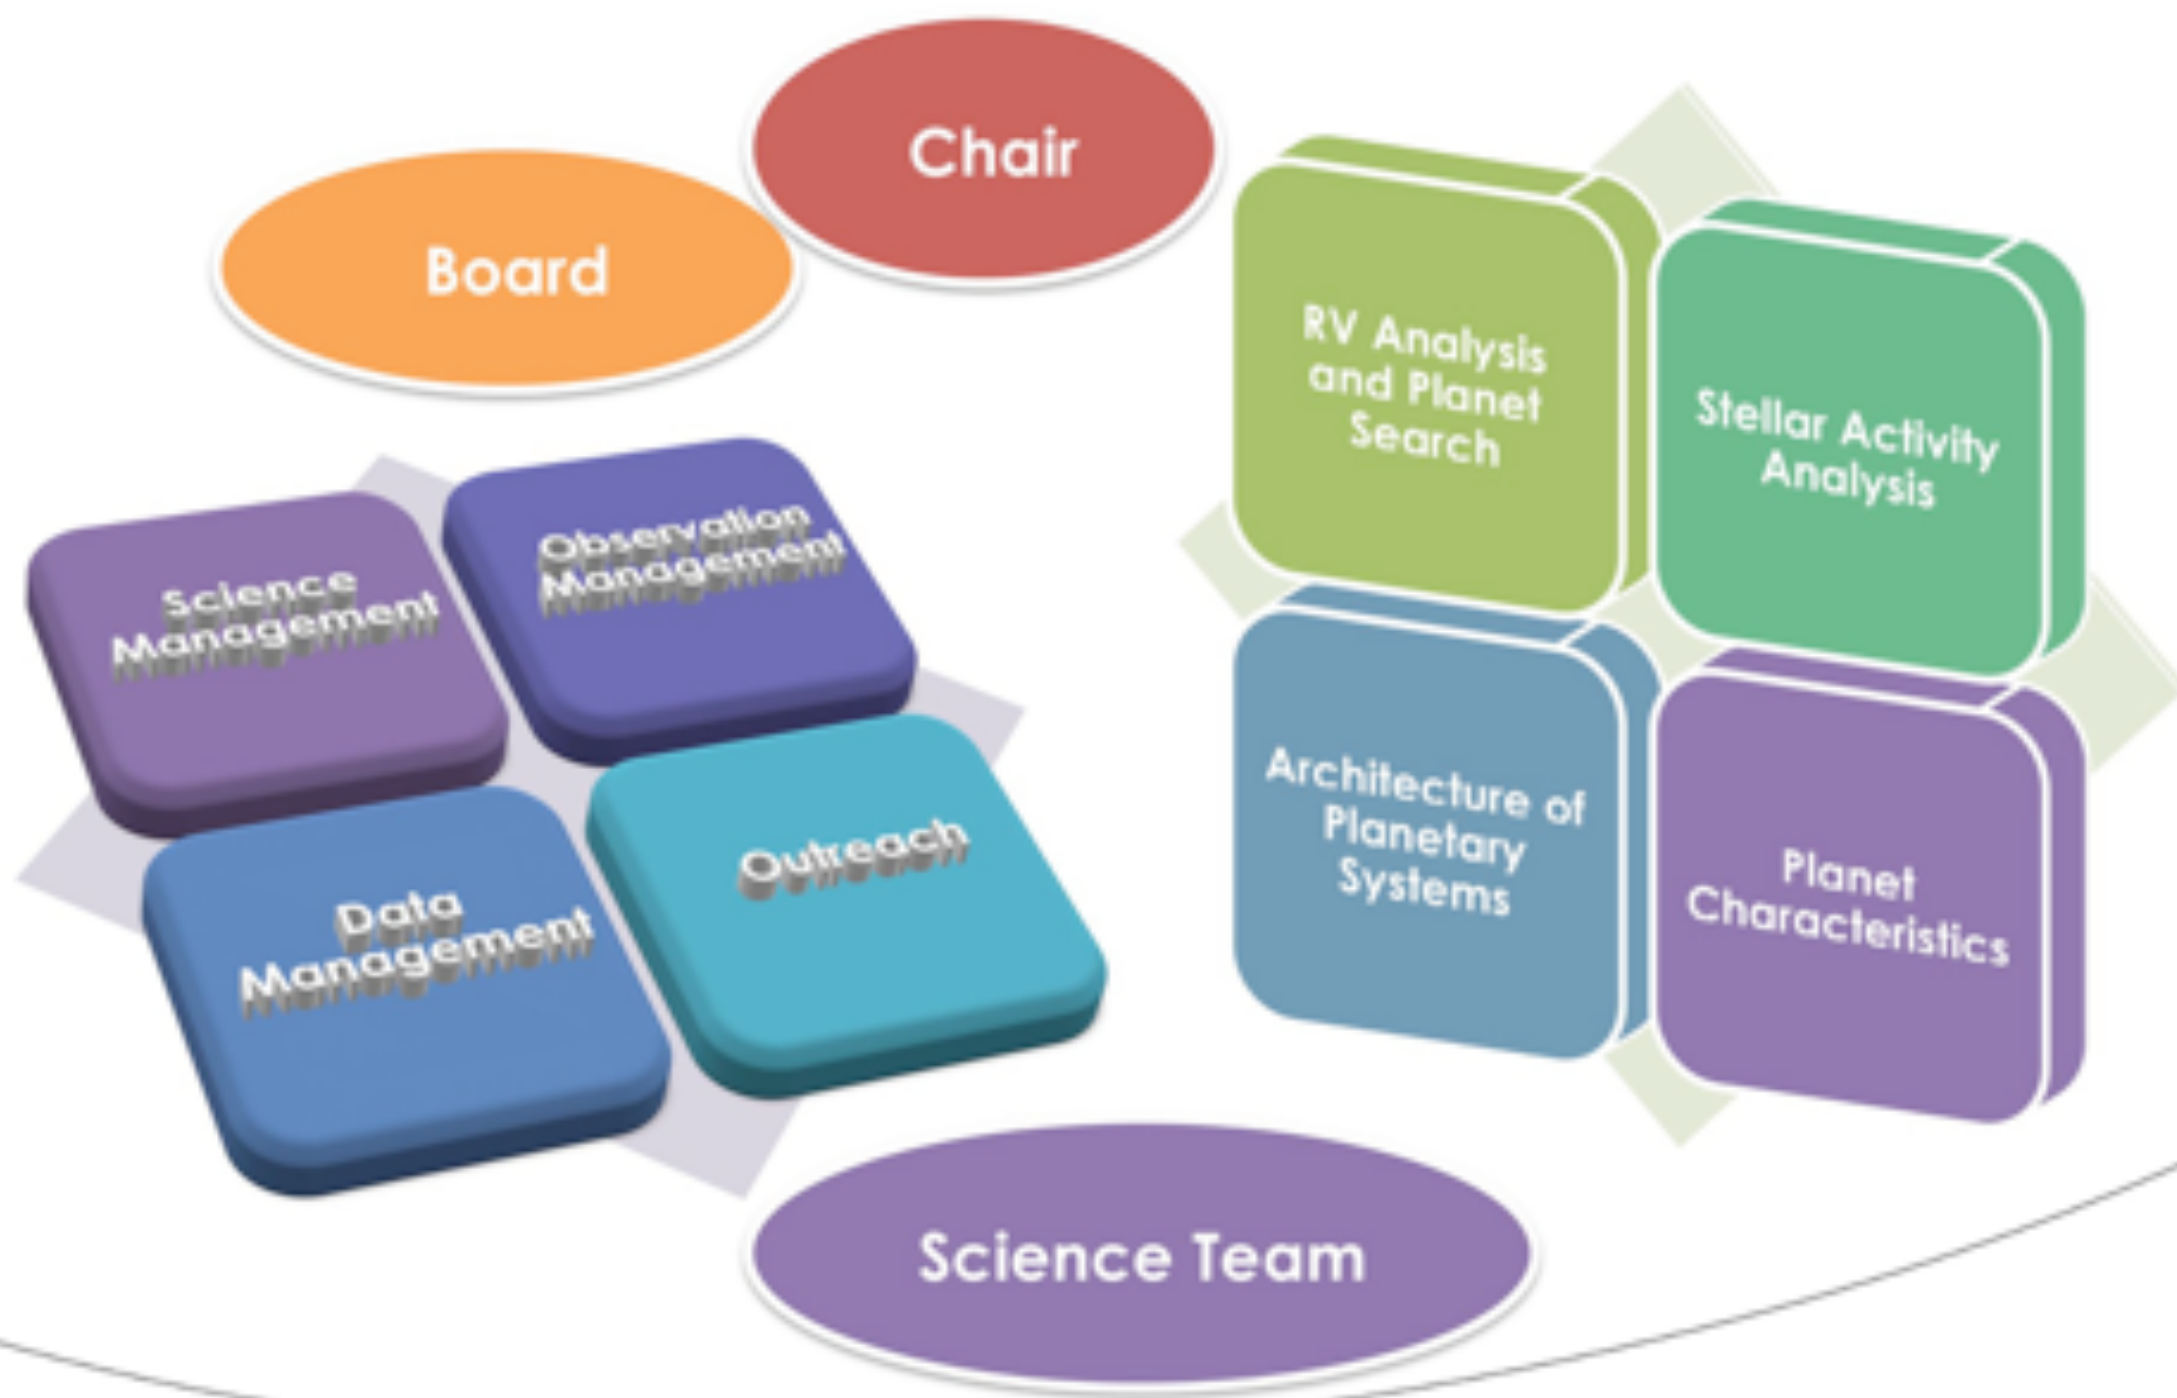 Chair
Board
RV Analysis
and Planet
Search
Stellar Activity
Analysis
Science
Management
Observation
Management
Data
Management
Outreach
Architecture of
Planetary
Systems
Planet
Characteristics
Science Team